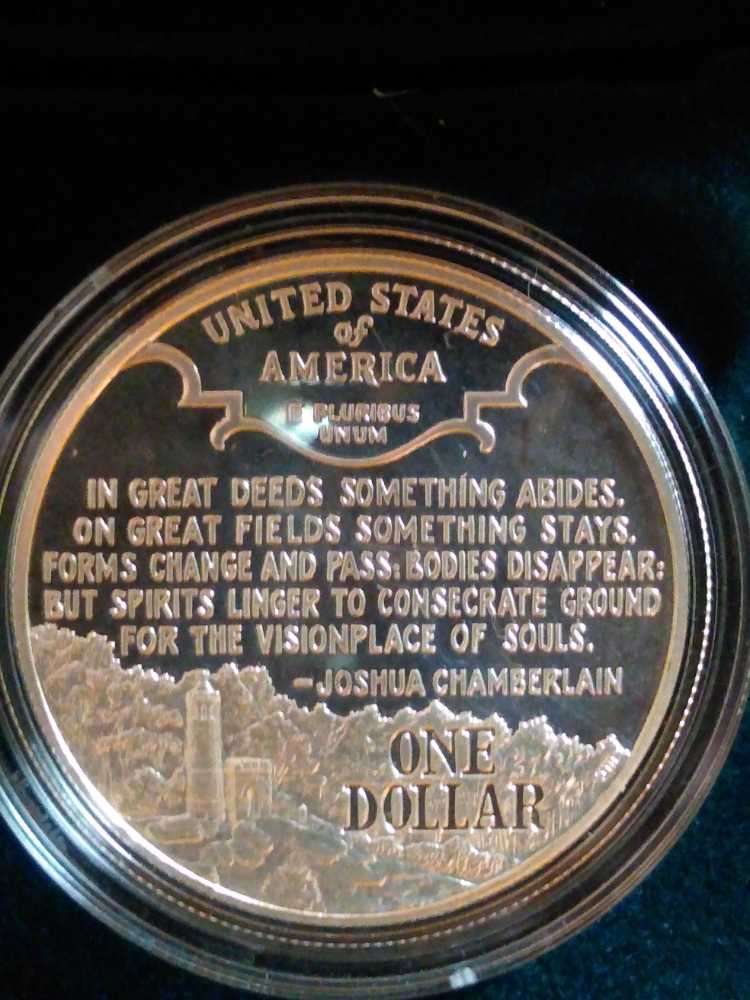 UNITED STATES
of
AMERICA
E PLURIBUS
UNUM
IN GREAT DEEDS SOMETHING ABIDES.
ON GREAT FIELDS SOMETHING STAYS.
FORMS CHANGE AND PASS: BODIES DISAPPEAR:
BUT SPIRITS LINGER TO CONSECRATE GROUND
FOR THE VISIONPLACE OF SOULS.
-JOSHUA CHAMBERLAIN
ONE
DOLLAR